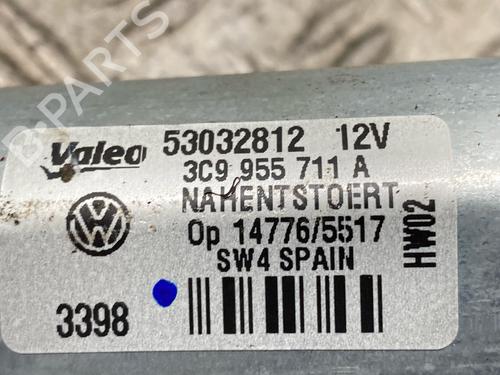 Valeo 53032812 12V
3C9 955 711 A
NAHENTSTOERT
Op 14776/5517
SW4 SPAIN
HW02
3398
B-PARTS